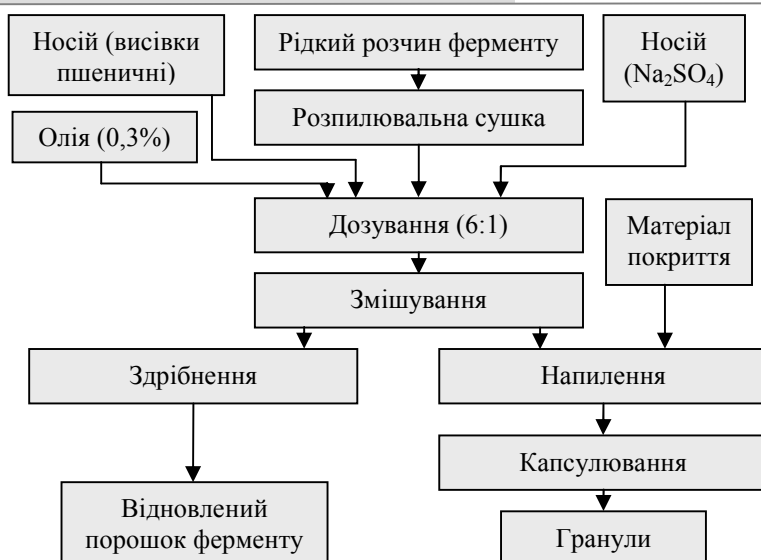 Носій (висівки
пшеничні)
Рідкий розчин ферменту
Носій
(Na₂SO₄)
Олія (0,3%)
Розпилювальна сушка
Дозування (6:1)
Матеріал
покриття
Змішування
Здрібнення
Напилення
Капсулювання
Відновлений
порошок ферменту
Гранули